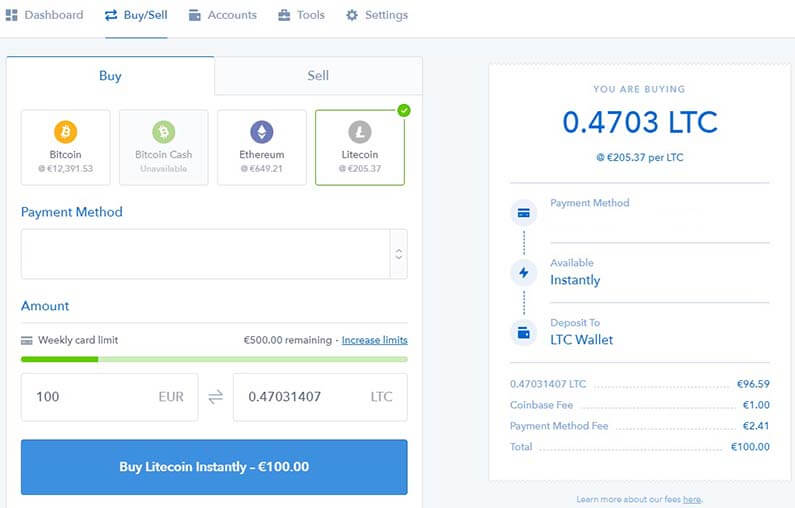 Dashboard Buy/Sell Accounts Tools Settings
Buy Sell
Bitcoin
@ €12,391.53
Bitcoin Cash
Unavailable
Ethereum
@ €649.21
Litecoin
@ €205.37
Payment Method
Amount
Weekly card limit €500.00 remaining - Increase limits
100 EUR 0.47031407 LTC
Buy Litecoin Instantly – €100.00
YOU ARE BUYING
0.4703 LTC
@ €205.37 per LTC
Payment Method
Available
Instantly
Deposit To
LTC Wallet
0.47031407 LTC €96.59
Coinbase Fee €1.00
Payment Method Fee €2.41
Total €100.00
Learn more about our fees here.